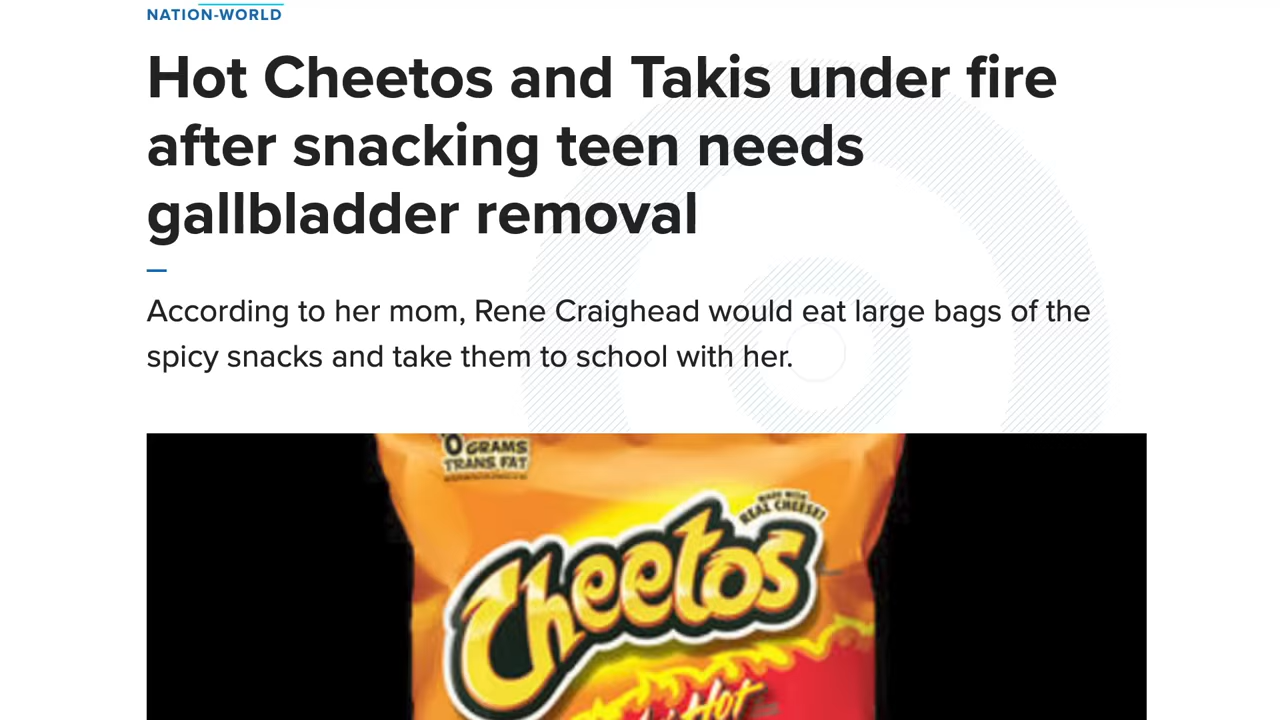 NATION-WORLD
Hot Cheetos and Takis under fire
after snacking teen needs
gallbladder removal
According to her mom, Rene Craighead would eat large bags of the
spicy snacks and take them to school with her.
0 GRAMS
TRANS FAT
MADE WITH
REAL CHEESE!
Cheetos
Hot